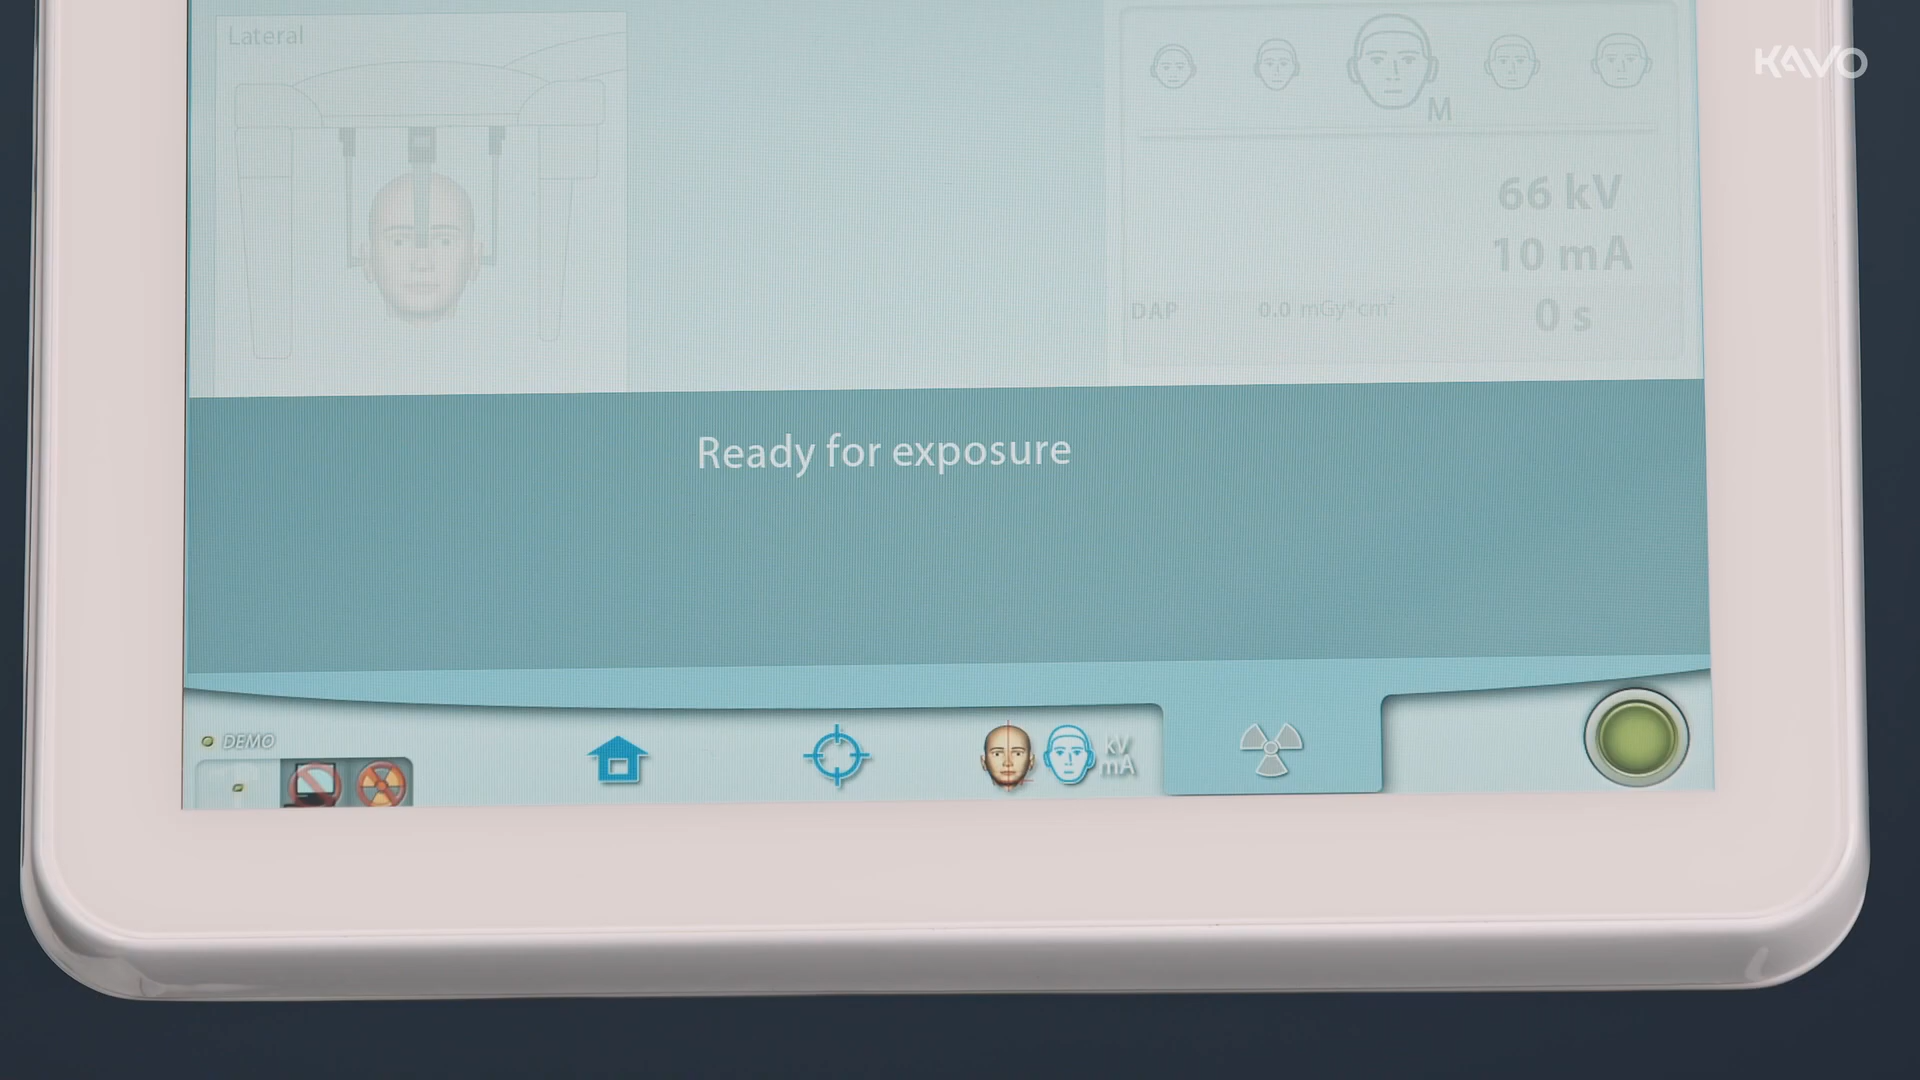 Lateral
KAVO
M
66 kV
10 mA
DAP 0.0 mGy*cm²
0 s
Ready for exposure
DEMO
kV
mA